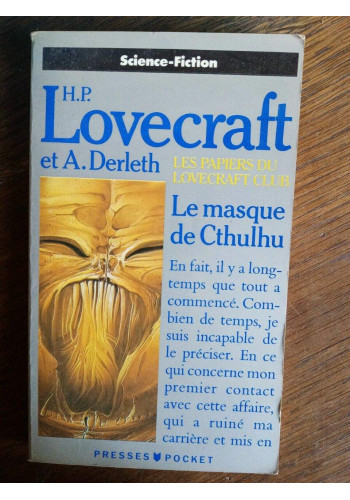 Science-Fiction
H.P.
Lovecraft
et A. Derleth
LES PAPIERS DU
LOVECRAFT CLUB
Le masque
de Cthulhu
En fait, il y a long-
temps que tout a
commencé. Com-
bien de temps, je
suis incapable de
le préciser. En ce
qui concerne mon
premier contact
avec cette affaire,
qui a ruiné ma
carrière et mis en
PRESSES POCKET